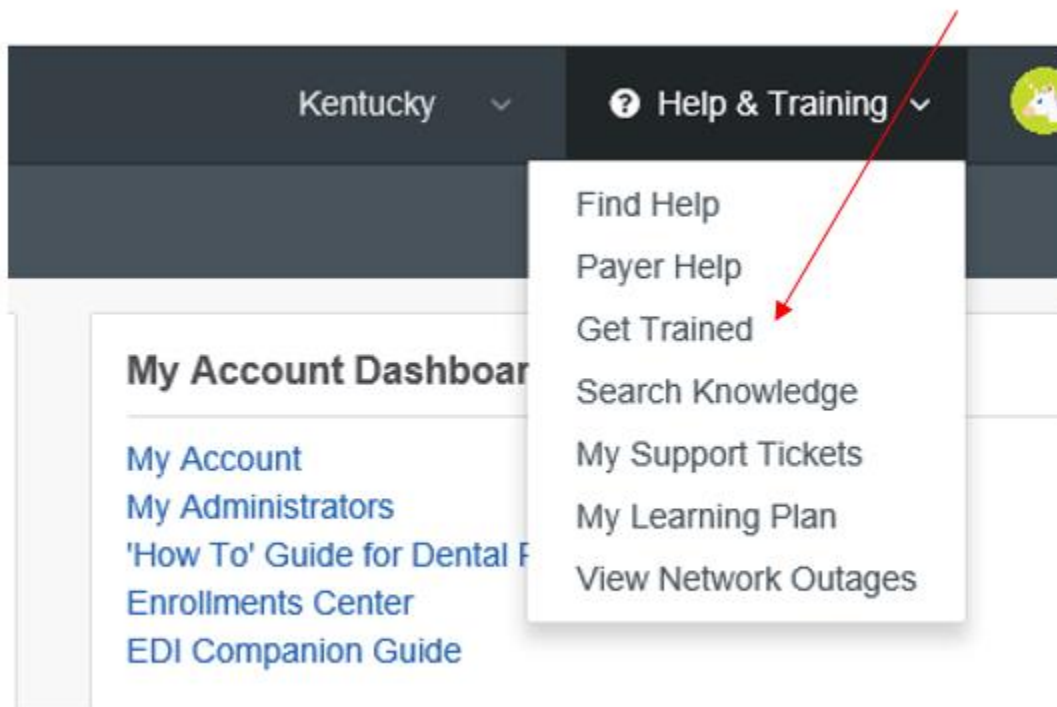 Kentucky
Help & Training
Find Help
Payer Help
Get Trained
Search Knowledge
My Support Tickets
My Learning Plan
View Network Outages
My Account Dashboar
My Account
My Administrators
'How To' Guide for Dental
Enrollments Center
EDI Companion Guide